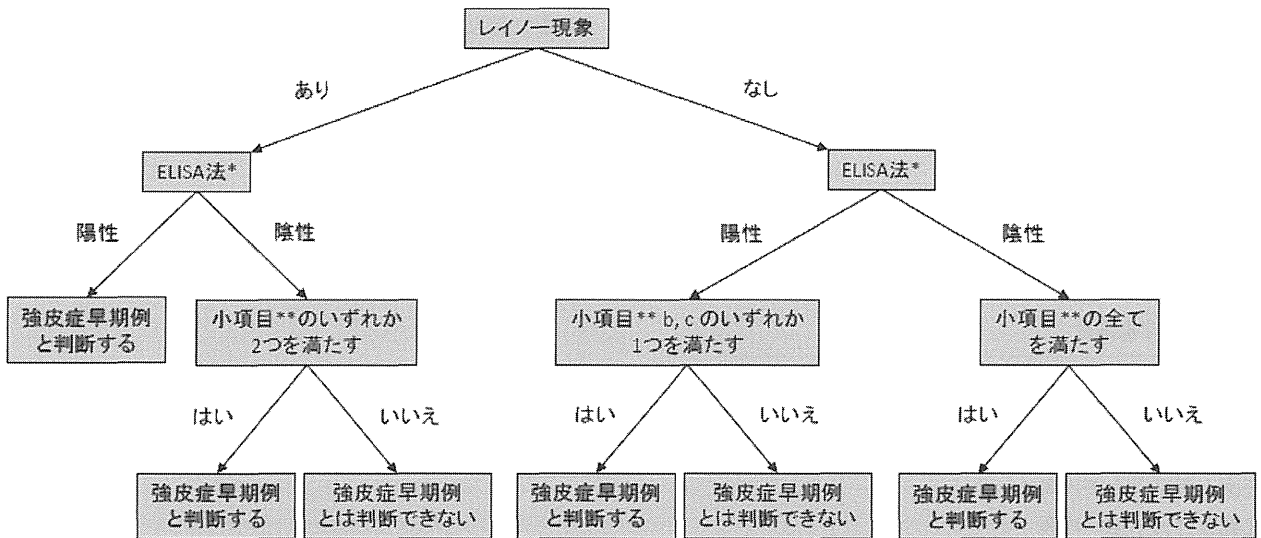 レイノー現象
あり
なし
ELISA法*
ELISA法*
陽性
陰性
陽性
陰性
強皮症早期例
と判断する
小項目**のいずれか
2つを満たす
小項目** b, c のいずれか
1つを満たす
小項目**の全て
を満たす
はい
いいえ
はい
いいえ
はい
いいえ
強皮症早期例
と判断する
強皮症早期例
とは判断できない
強皮症早期例
と判断する
強皮症早期例
とは判断できない
強皮症早期例
と判断する
強皮症早期例
とは判断できない